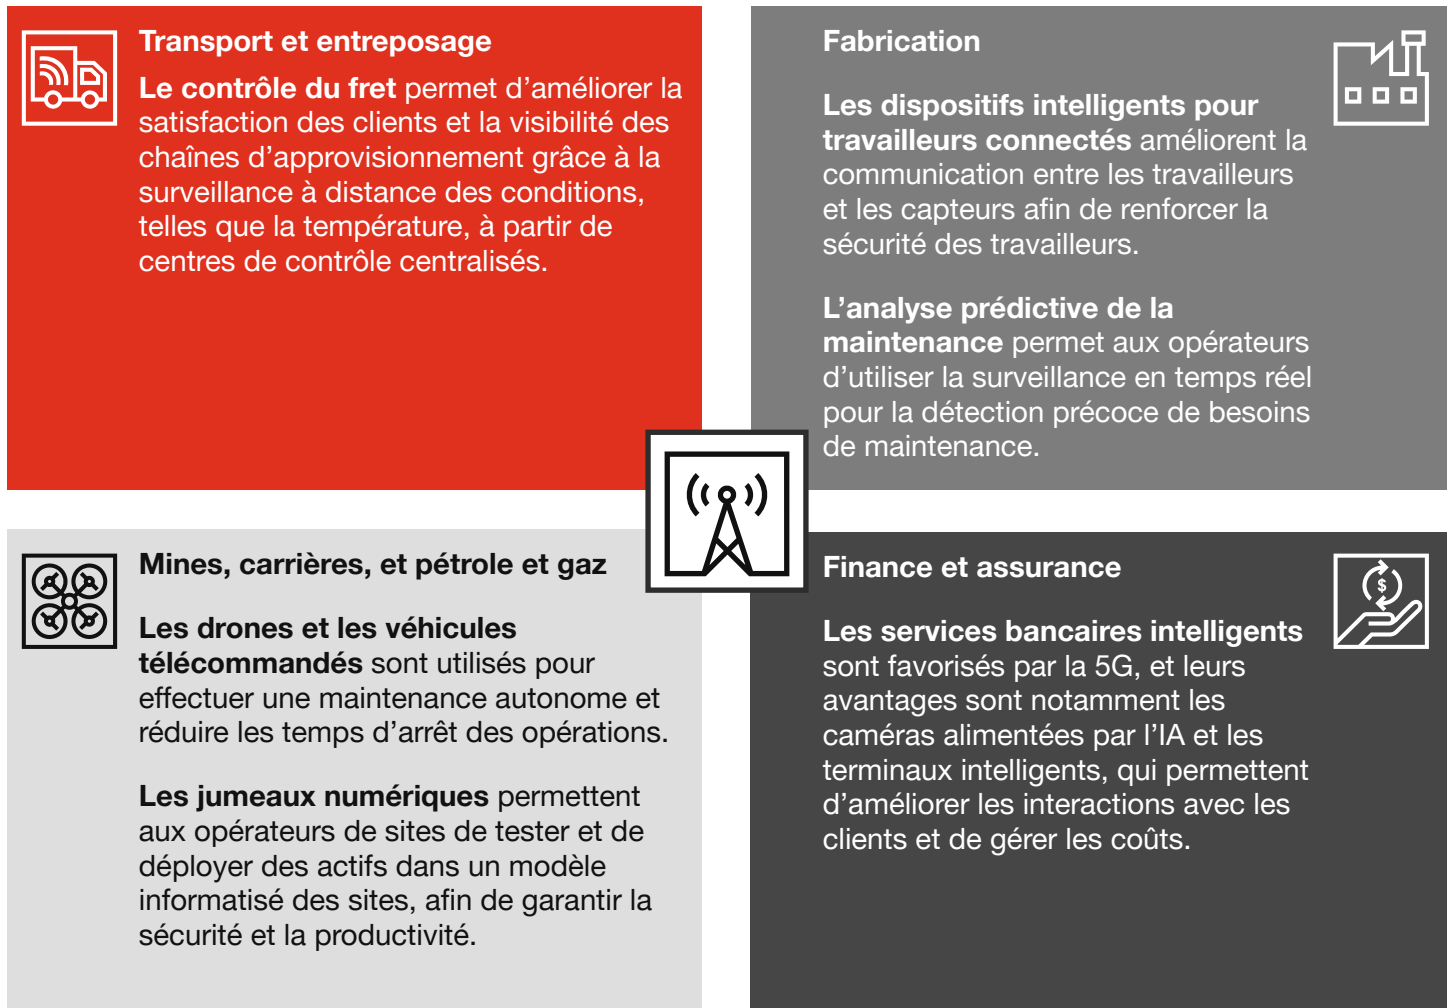 Transport et entreposage
Le contrôle du fret permet d’améliorer la
satisfaction des clients et la visibilité des
chaînes d’approvisionnement grâce à la
surveillance à distance des conditions,
telles que la température, à partir de
centres de contrôle centralisés.
Fabrication
Les dispositifs intelligents pour
travailleurs connectés améliorent la
communication entre les travailleurs
et les capteurs afin de renforcer la
sécurité des travailleurs.
L’analyse prédictive de la
maintenance permet aux opérateurs
d’utiliser la surveillance en temps réel
pour la détection précoce de besoins
de maintenance.
Mines, carrières, et pétrole et gaz
Les drones et les véhicules
télécommandés sont utilisés pour
effectuer une maintenance autonome et
réduire les temps d’arrêt des opérations.
Les jumeaux numériques permettent
aux opérateurs de sites de tester et de
déployer des actifs dans un modèle
informatisé des sites, afin de garantir la
sécurité et la productivité.
Finance et assurance
$
Les services bancaires intelligents
sont favorisés par la 5G, et leurs
avantages sont notamment les
caméras alimentées par l’IA et les
terminaux intelligents, qui permettent
d’améliorer les interactions avec les
clients et de gérer les coûts.